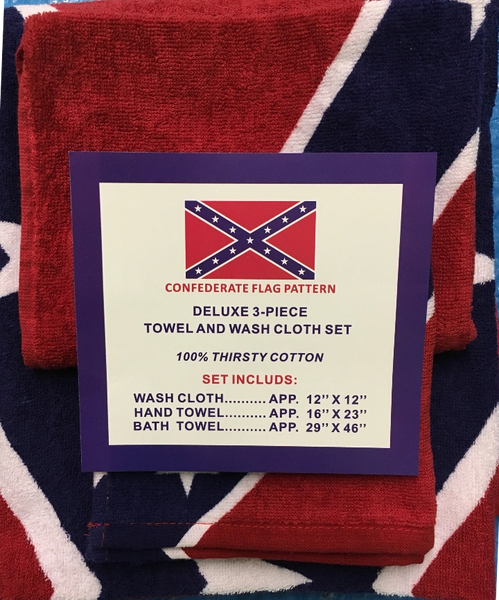 CONFEDERATE FLAG PATTERN
DELUXE 3-PIECE
TOWEL AND WASH CLOTH SET
100% THIRSTY COTTON
SET INCLUDS:
WASH CLOTH.......... APP. 12’’ X 12’’
HAND TOWEL.......... APP. 16’’ X 23’’
BATH TOWEL.......... APP. 29’’ X 46’’